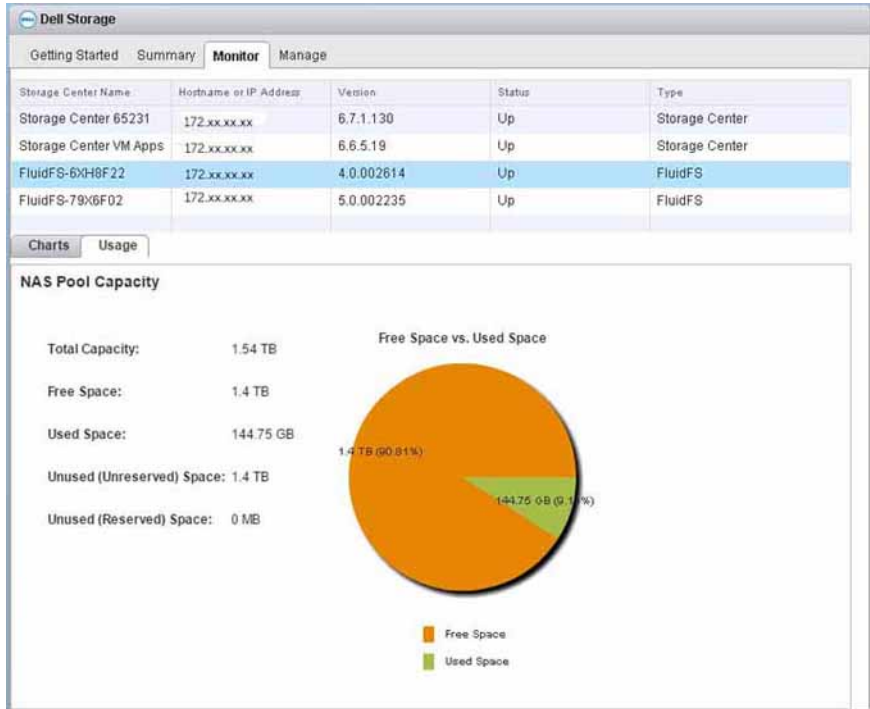 Dell Storage
Getting Started Summary Monitor Manage
Storage Center Name Hostname or IP Address Version Status Type
Storage Center 65231 172.xx.xx.xx 6.7.1.130 Up Storage Center
Storage Center VM Apps 172.xx.xx.xx 6.6.5.19 Up Storage Center
FluidFS-6XH8F22 172.xx.xx.xx 4.0.002614 Up FluidFS
FluidFS-79X6F02 172.xx.xx.xx 5.0.002235 Up FluidFS
Charts Usage
NAS Pool Capacity
Free Space vs. Used Space
Total Capacity: 1.54 TB
Free Space: 1.4 TB
Used Space: 144.75 GB
1.4 TB (90.81%)
Unused (Unreserved) Space: 1.4 TB
144.75 GB
Unused (Reserved) Space: 0 MB
Free Space
Used Space